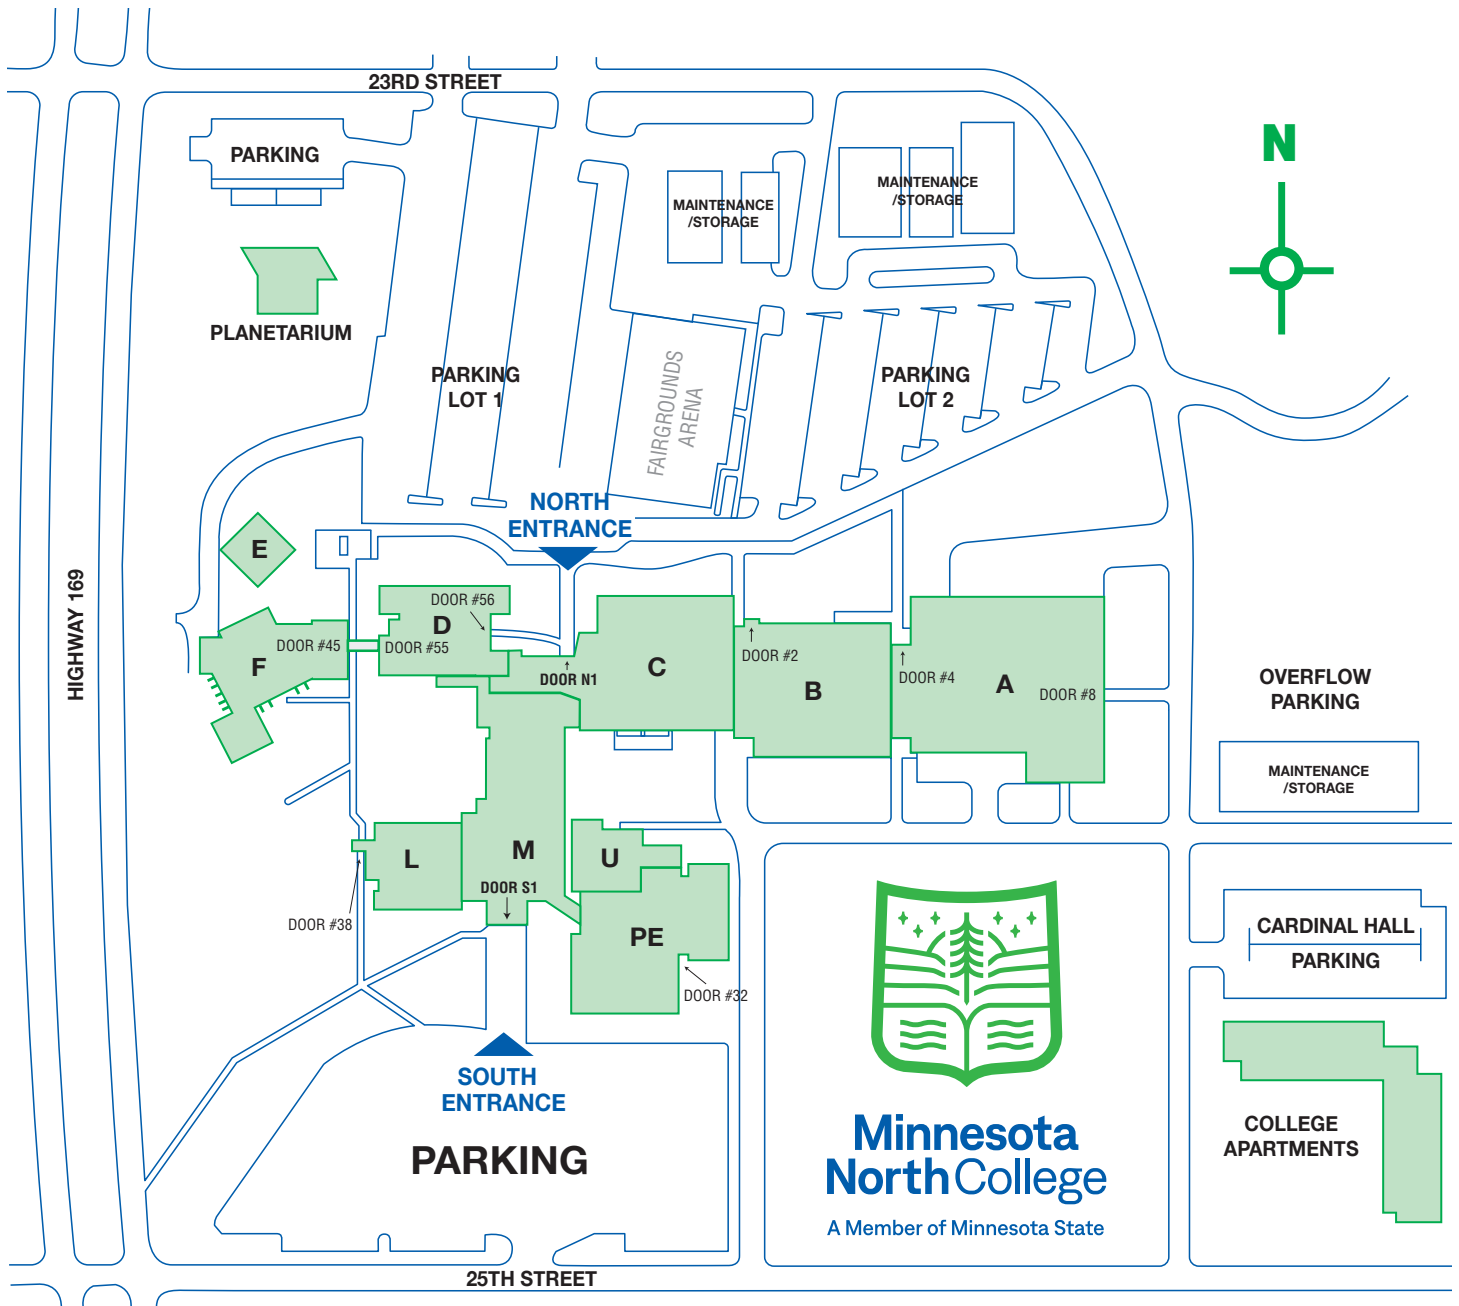 23RD STREET
PARKING
N
MAINTENANCE
/STORAGE
MAINTENANCE
/STORAGE
PLANETARIUM
PARKING
LOT 1
FAIRGROUNDS
ARENA
PARKING
LOT 2
NORTH
ENTRANCE
E
HIGHWAY 169
DOOR #56
D
DOOR #45
DOOR #55
F
DOOR N1
C
DOOR #2
B
DOOR #4
A
DOOR #8
OVERFLOW
PARKING
MAINTENANCE
/STORAGE
L
M
U
DOOR S1
DOOR #38
PE
DOOR #32
CARDINAL HALL
PARKING
SOUTH
ENTRANCE
PARKING
Minnesota
North College
A Member of Minnesota State
COLLEGE
APARTMENTS
25TH STREET